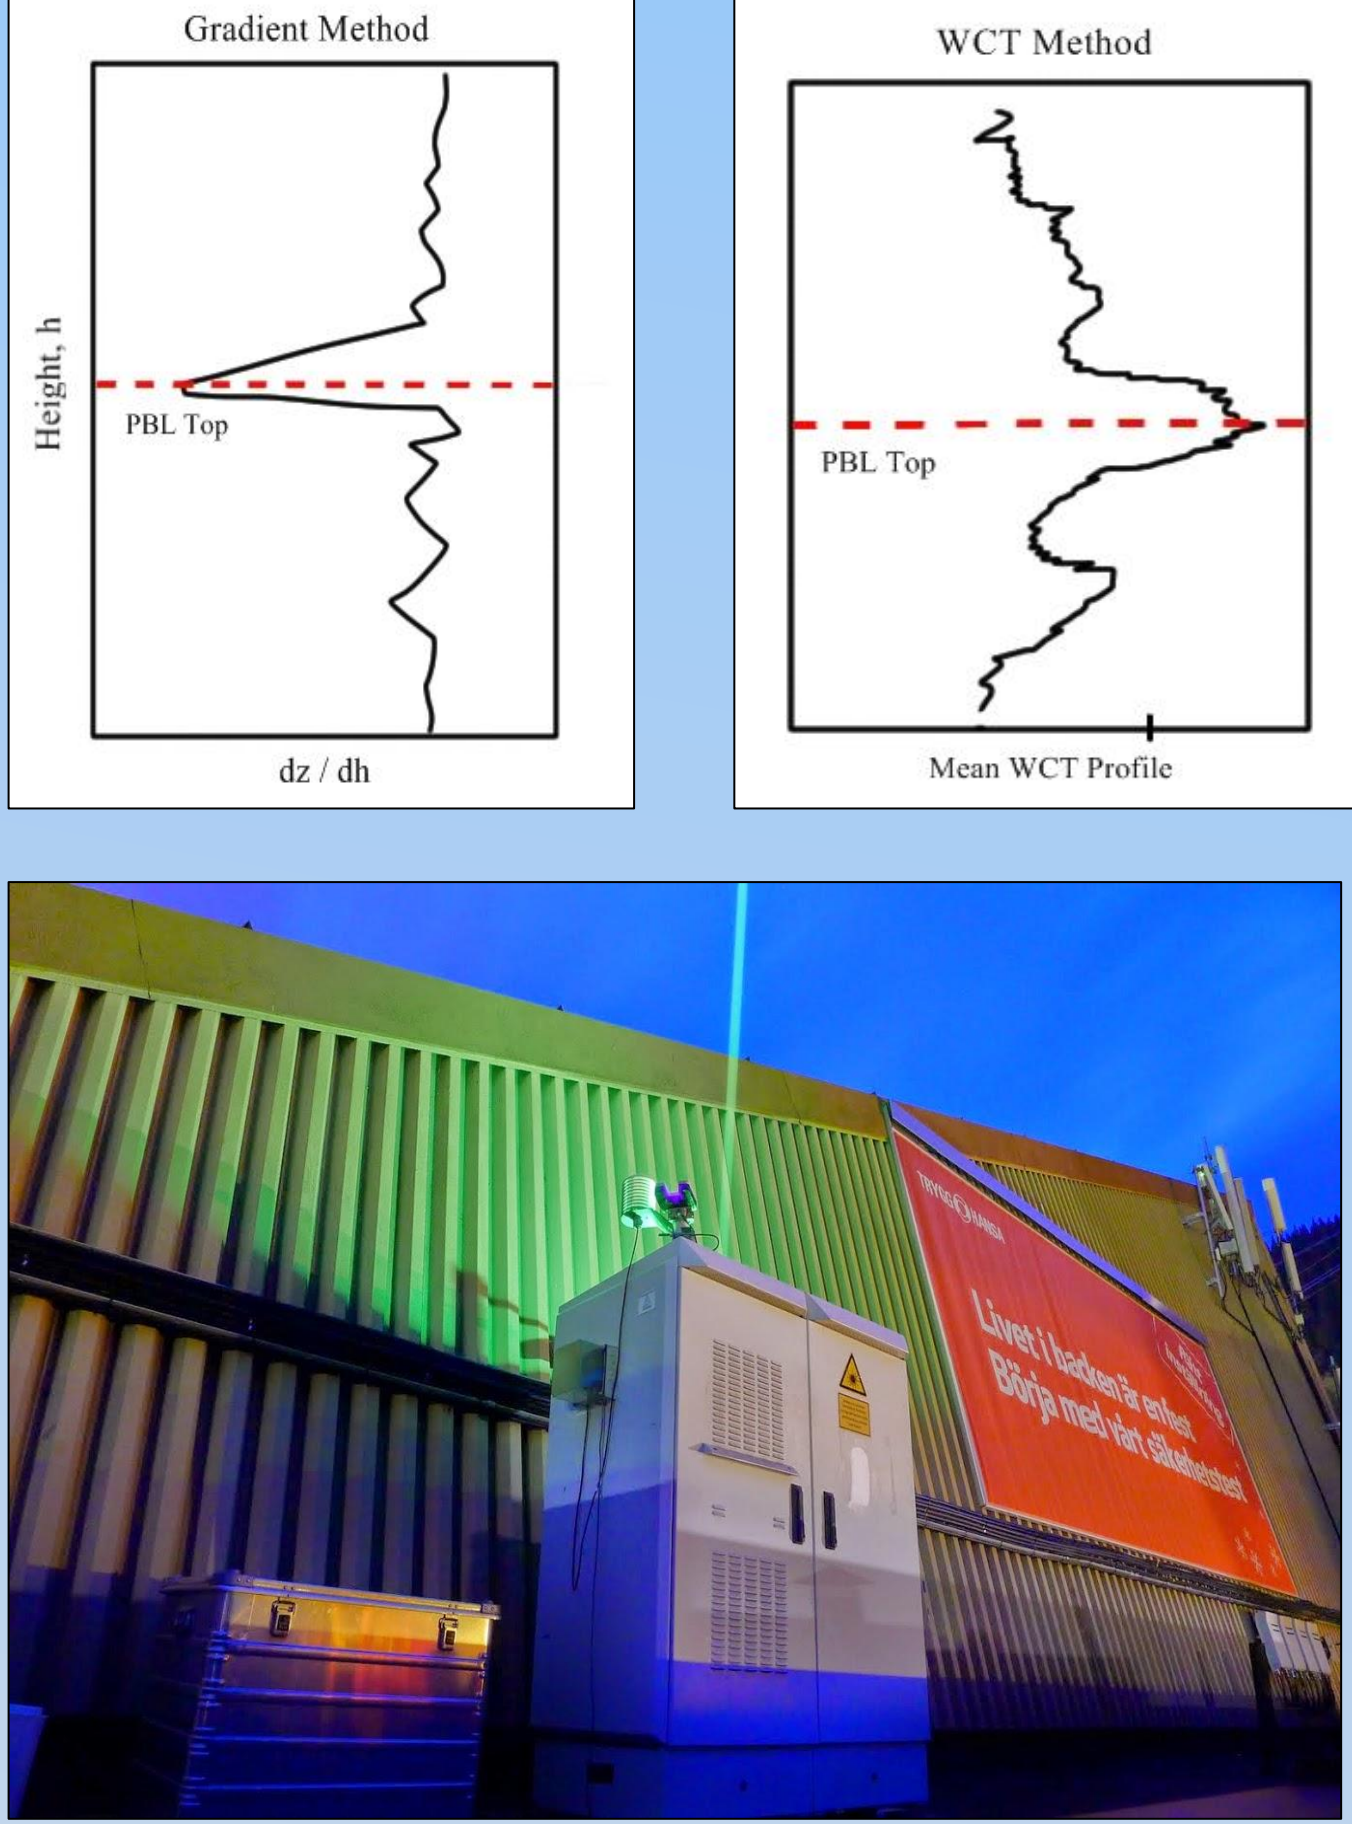 Gradient Method
Height, h
PBL Top
dz / dh
WCT Method
PBL Top
Mean WCT Profile
TRYGG HANSA
Livet i backen är en fest
Börja med vårt säkerhetstest